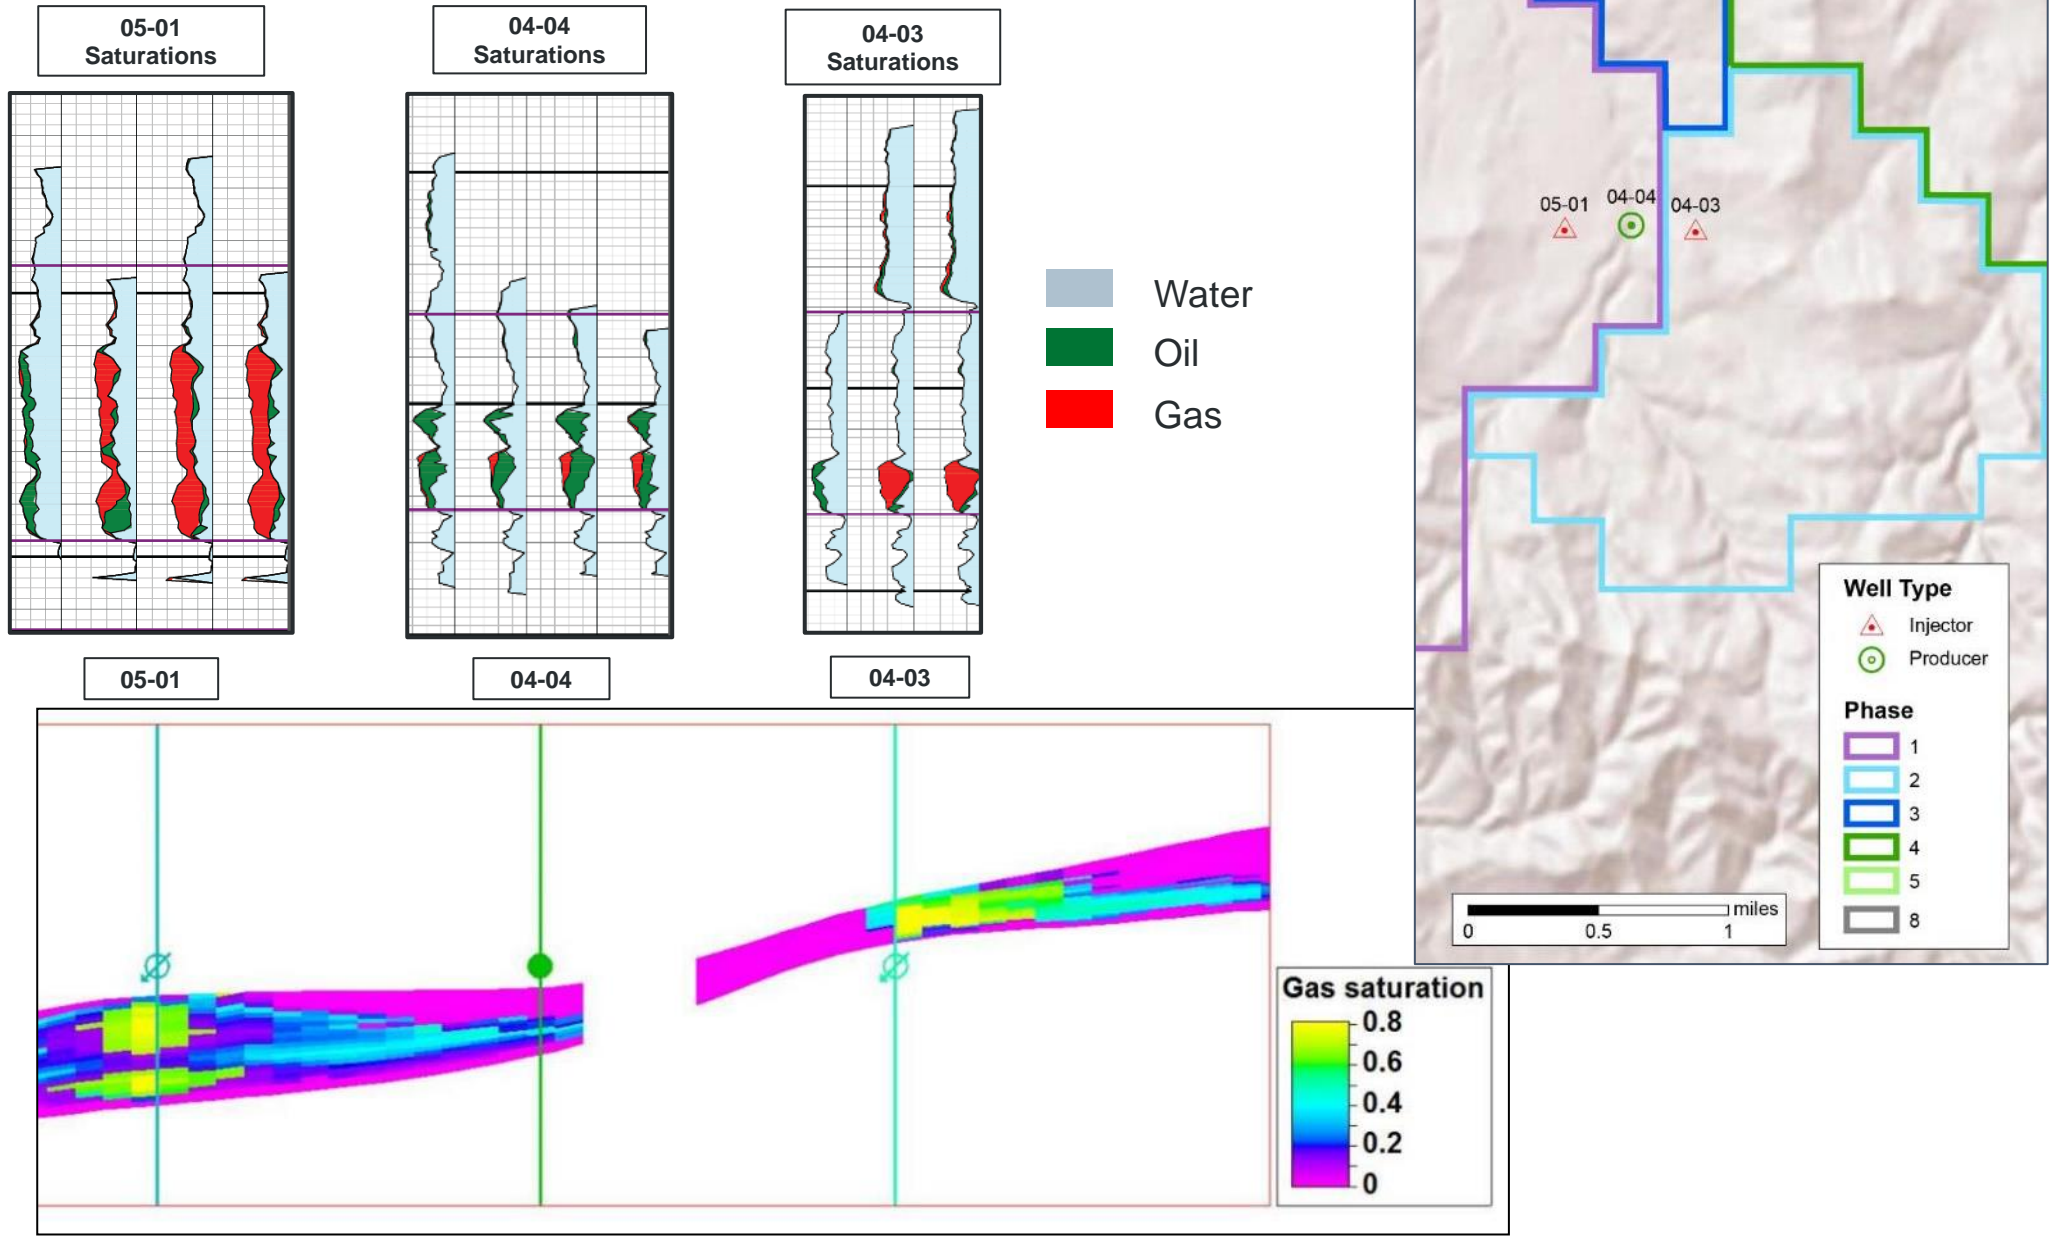 05-01
Saturations
04-04
Saturations
04-03
Saturations
Water
Oil
Gas
05-01
04-04
04-03
05-01
04-04
04-03
Well Type
Injector
Producer
Phase
1
2
3
4
5
8
miles
0
0.5
1
Gas saturation
0.8
0.6
0.4
0.2
0